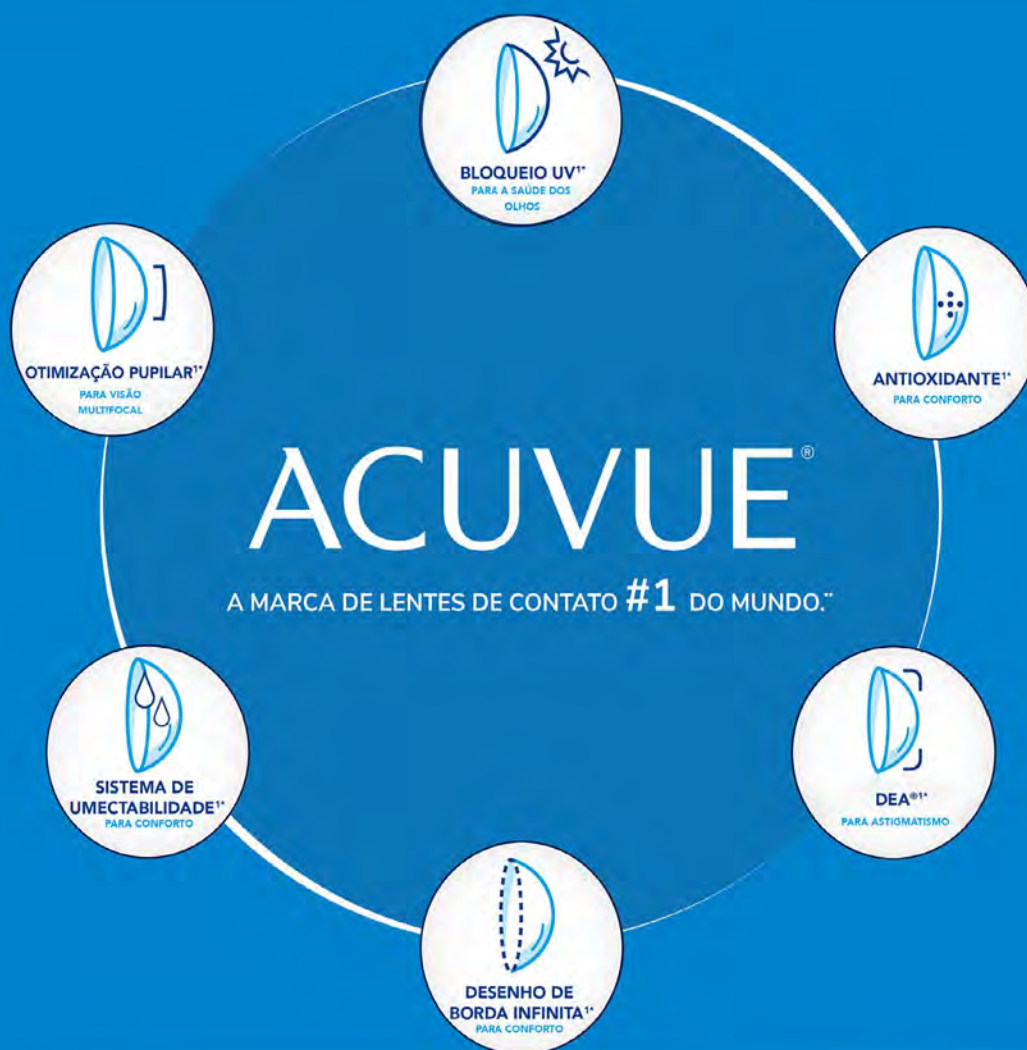 BLOQUEIO UV¹*
PARA A SAÚDE DOS
OLHOS
OTIMIZAÇÃO PUPILAR¹*
PARA VISÃO
MULTIFOCAL
ANTIOXIDANTE¹*
PARA CONFORTO
ACUVUE®
A MARCA DE LENTES DE CONTATO #1 DO MUNDO.**
SISTEMA DE
UMECTABILIDADE¹*
PARA CONFORTO
DEA®¹*
PARA ASTIGMATISMO
DESENHO DE
BORDA INFINITA¹*
PARA CONFORTO